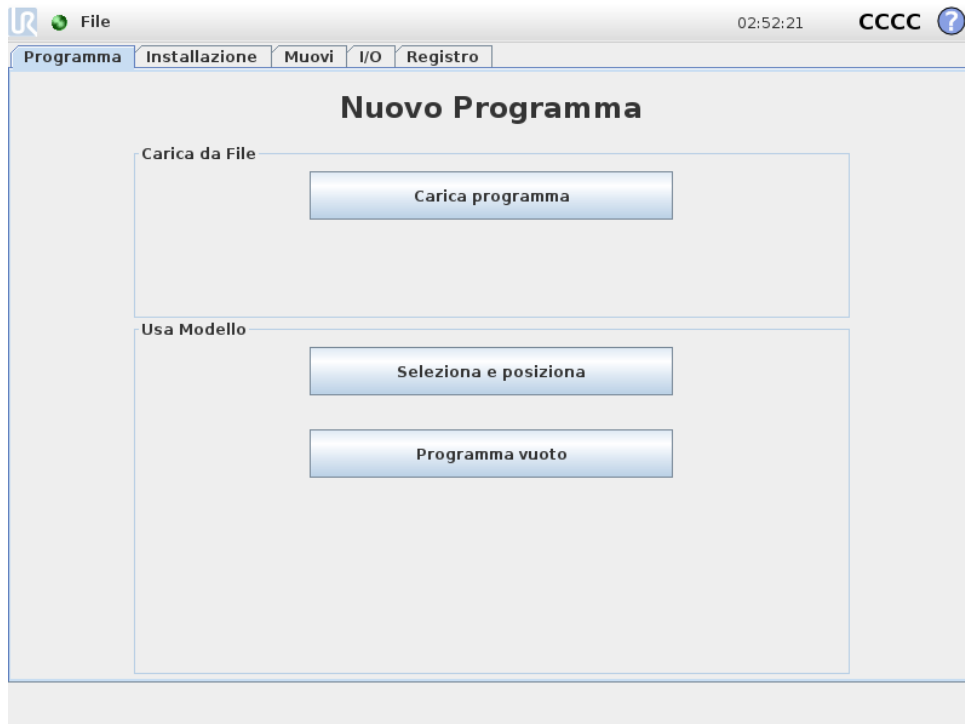 UR File 02:52:21 CCCC ?
Programma Installazione Muovi I/O Registro
Nuovo Programma
Carica da File
Carica programma
Usa Modello
Seleziona e posiziona
Programma vuoto